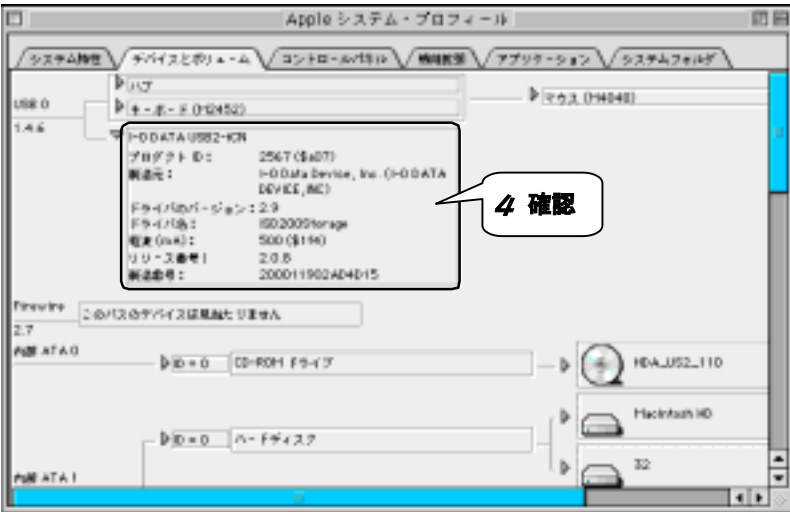 Apple システム・プロフィール
システム特性
デバイスとボリューム
コントロールパネル
機能拡張
アプリケーション
システムフォルダ
ハブ
USB 0
キーボード (H2452)
マウス (M4848)
1.4.6
I-O DATA USB2-iCN
プロダクト ID: 2567 ($a07)
製造元: I-O Data Device, Inc. (I-O DATA
DEVICE,INC)
ドライバのバージョン: 2.9
ドライバ名: ISD200Storage
電流 (mA): 500 ($1f4)
リリース番号: 2.0.8
製造番号:
4 確認
Firewire
このバスのデバイスは見当たりません
2.7
内部 ATA 0
ID = 0
CD-ROM ドライブ
HDA_US2_110
Macintosh HD
ID = 0
ハードディスク
32
内部 ATA 1